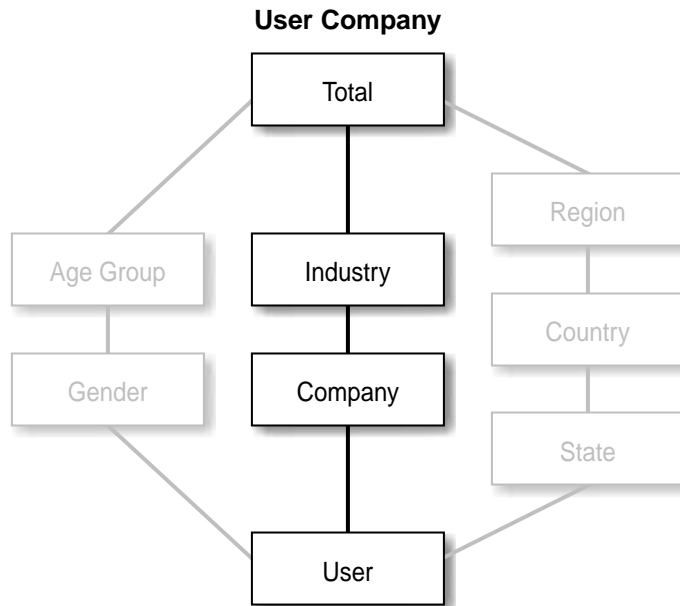 User Company
Total
Region
Age Group
Industry
Country
Gender
Company
State
User